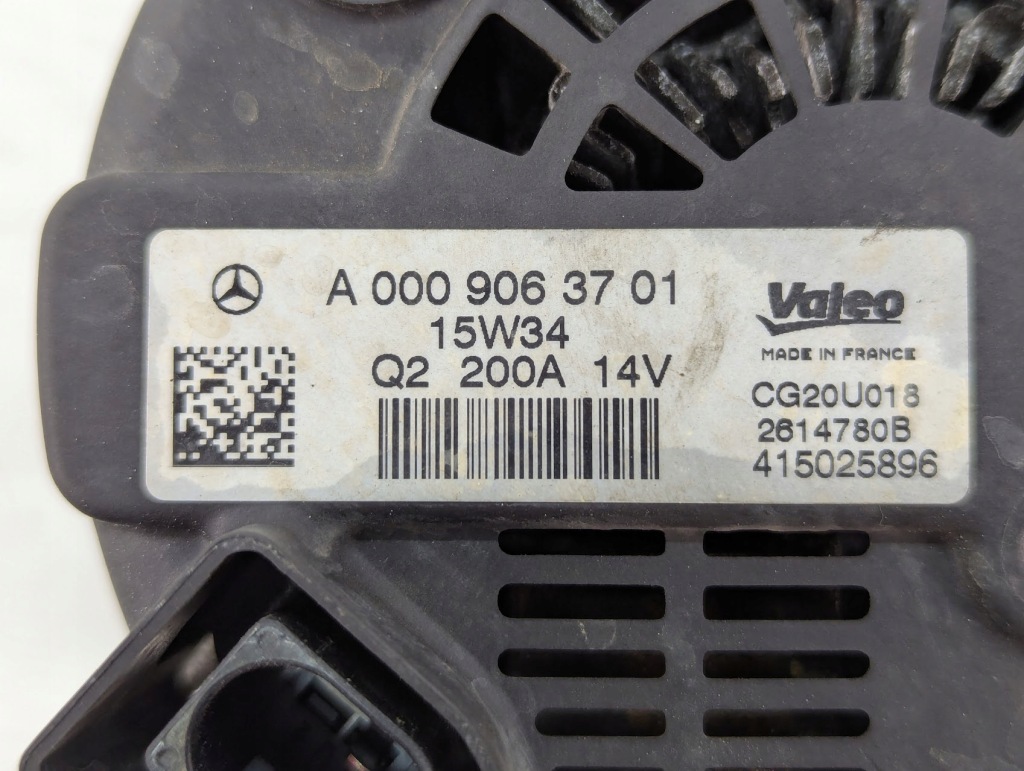 A 000 906 37 01
15W34
Q2 200A 14V
Valeo
MADE IN FRANCE
CG20U018
2614780B
415025896